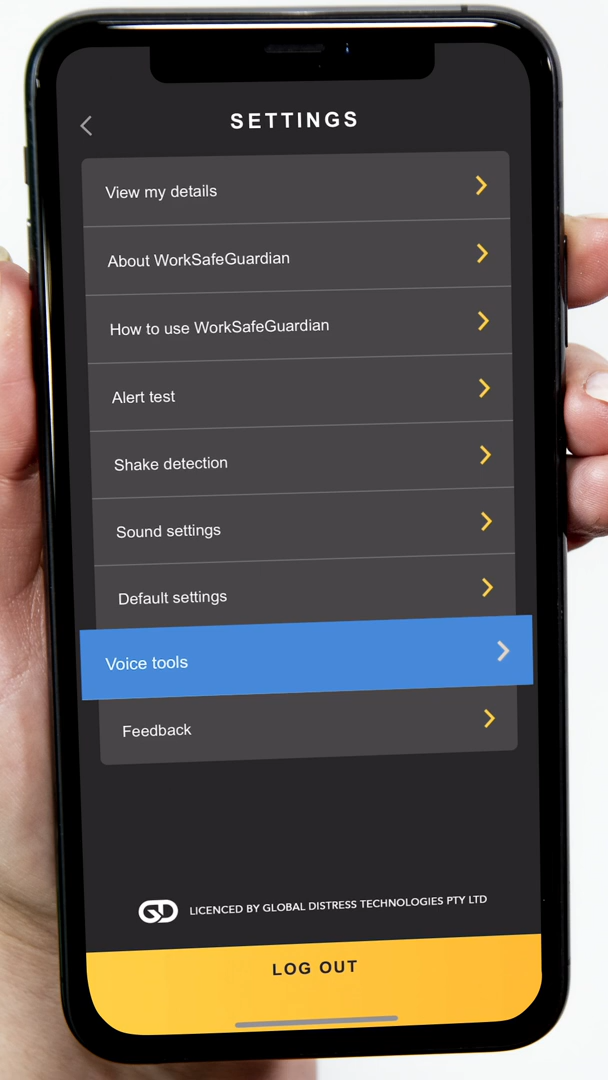 SETTINGS
View my details
About WorkSafeGuardian
How to use WorkSafeGuardian
Alert test
Shake detection
Sound settings
Default settings
Voice tools
Feedback
GD LICENCED BY GLOBAL DISTRESS TECHNOLOGIES PTY LTD
LOG OUT